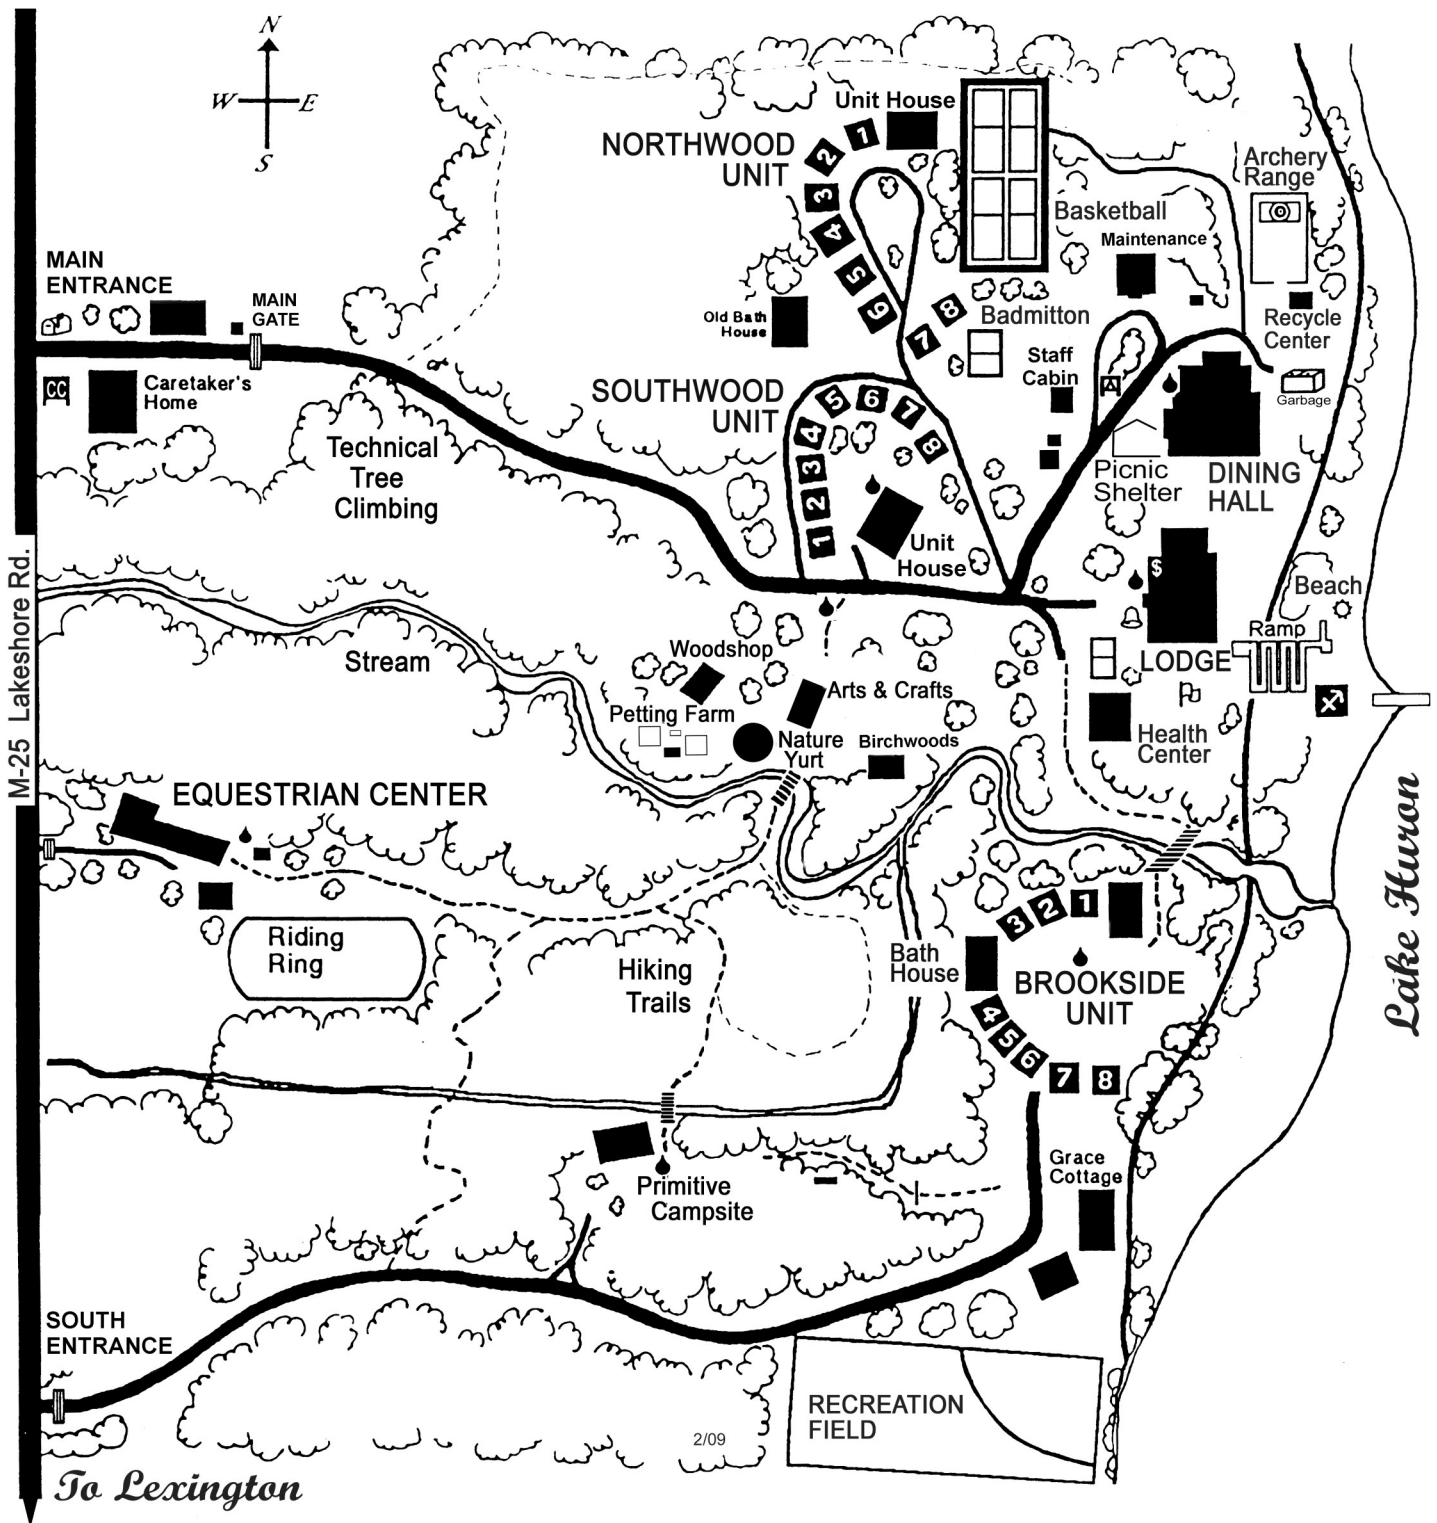 N
W
E
S
Unit House
NORTHWOOD
UNIT
1
2
3
4
5
6
7
8
Archery
Range
Basketball
Maintenance
MAIN
ENTRANCE
MAIN
GATE
Old Bath
House
Badmitton
Recycle
Center
CC
Caretaker's
Home
SOUTHWOOD
UNIT
Staff
Cabin
Garbage
1
2
3
4
5
6
7
8
Technical
Tree
Climbing
Picnic
Shelter
DINING
HALL
Unit
House
$
M-25 Lakeshore Rd.
Beach
Stream
Woodshop
Ramp
LODGE
Arts & Crafts
Petting Farm
Nature
Yurt
Birchwoods
Health
Center
EQUESTRIAN CENTER
Lake Huron
3
2
1
Riding
Ring
Hiking
Trails
Bath
House
BROOKSIDE
UNIT
4
5
6
7
8
Primitive
Campsite
Grace
Cottage
SOUTH
ENTRANCE
RECREATION
FIELD
2/09
To Lexington